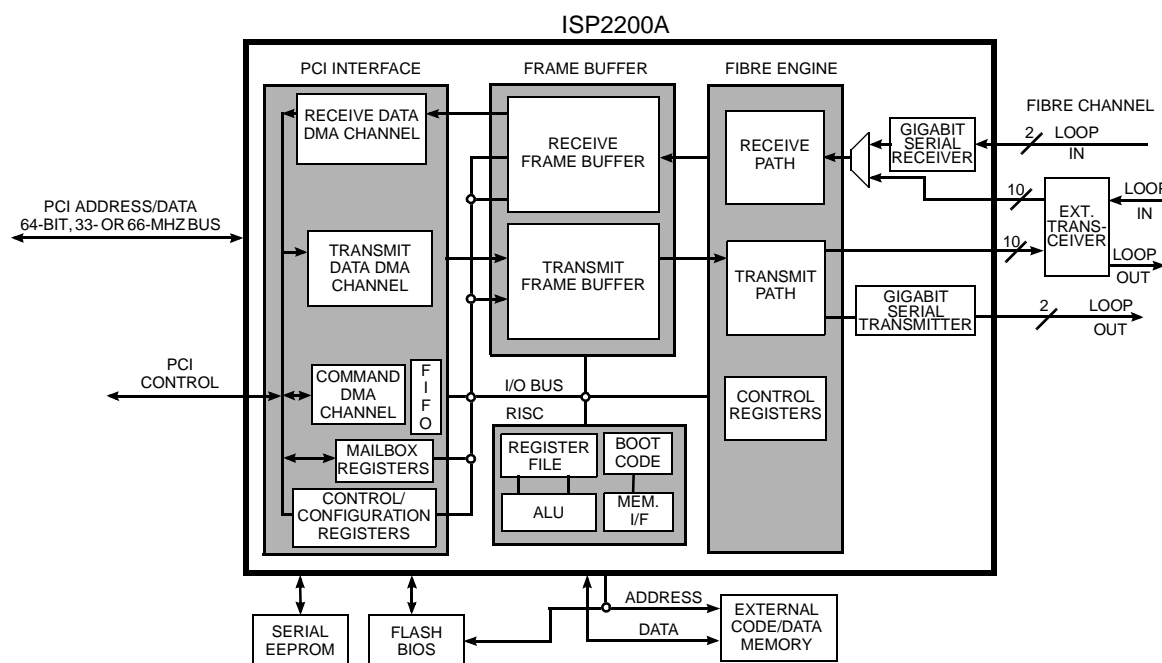 ISP2200A
PCI INTERFACE
FRAME BUFFER
FIBRE ENGINE
RECEIVE DATA
DMA CHANNEL
RECEIVE
FRAME BUFFER
RECEIVE
PATH
GIGABIT
SERIAL
RECEIVER
FIBRE CHANNEL
2
LOOP
IN
PCI ADDRESS/DATA
64-BIT, 33- OR 66-MHZ BUS
10
EXT.
TRANS-
CEIVER
LOOP
IN
TRANSMIT
DATA DMA
CHANNEL
TRANSMIT
FRAME BUFFER
TRANSMIT
PATH
10
LOOP
OUT
GIGABIT
SERIAL
TRANSMITTER
2
LOOP
OUT
PCI
CONTROL
COMMAND
DMA
CHANNEL
F
I
F
O
I/O BUS
CONTROL
REGISTERS
RISC
MAILBOX
REGISTERS
REGISTER
FILE
BOOT
CODE
CONTROL/
CONFIGURATION
REGISTERS
ALU
MEM.
I/F
SERIAL
EEPROM
FLASH
BIOS
ADDRESS
DATA
EXTERNAL
CODE/DATA
MEMORY